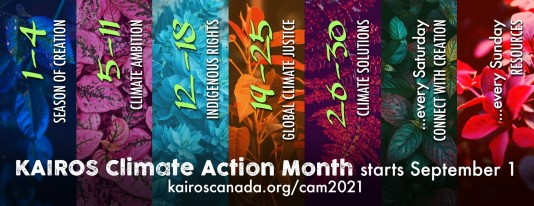 1-4
SEASON OF CREATION
5-11
CLIMATE AMBITION
12-18
INDIGENOUS RIGHTS
19-25
GLOBAL CLIMATE JUSTICE
26-30
CLIMATE SOLUTIONS
...every Saturday
CONNECT WITH CREATION
...every Sunday
RESOURCES
KAIROS Climate Action Month starts September 1
kairoscanada.org/cam2021